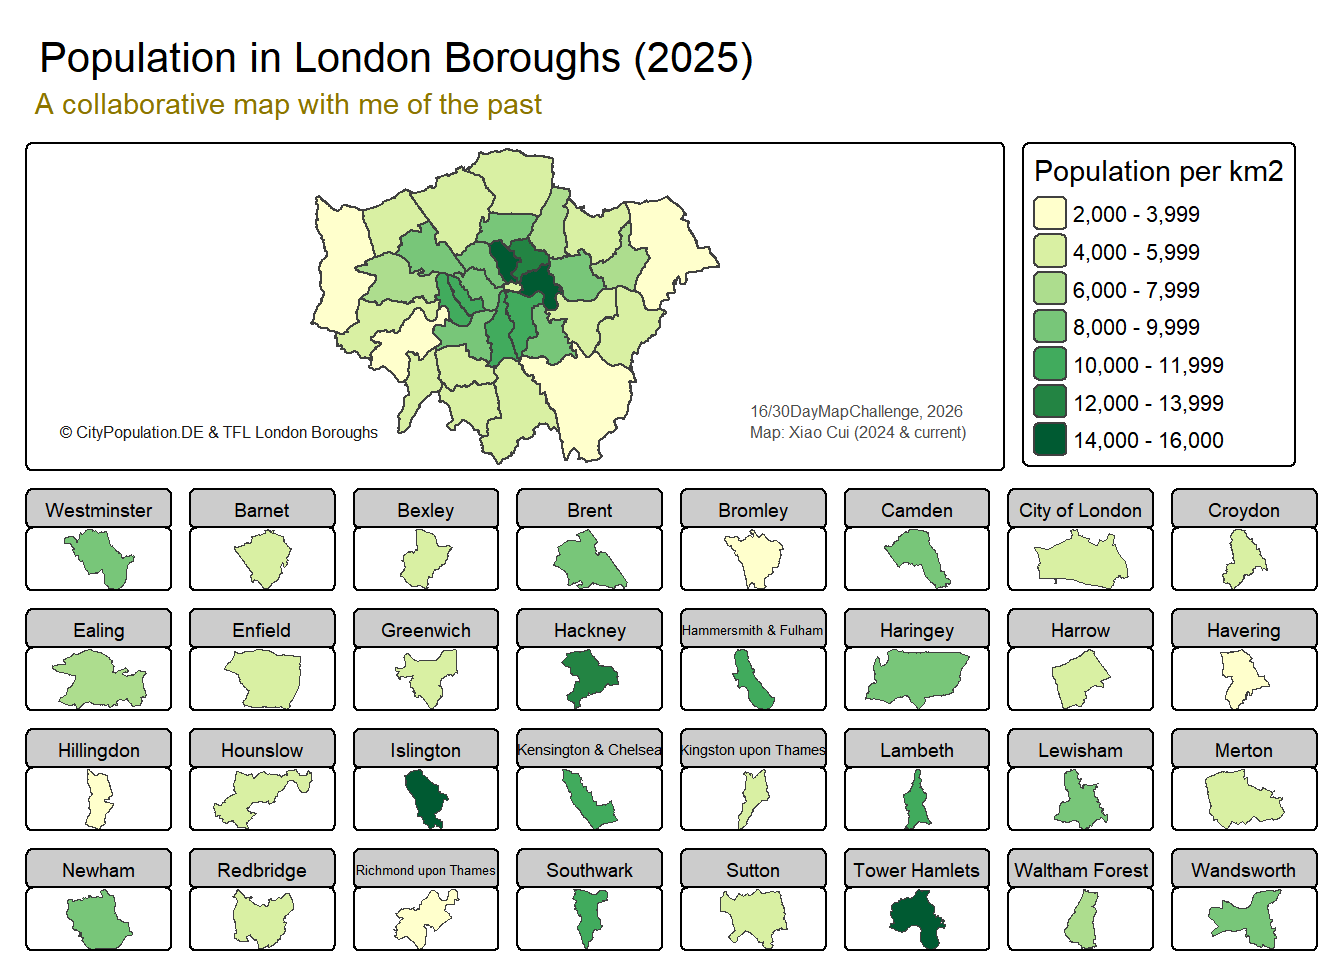 Population in London Boroughs (2025)
A collaborative map with me of the past
Population per km2
2,000 - 3,999
4,000 - 5,999
6,000 - 7,999
8,000 - 9,999
10,000 - 11,999
12,000 - 13,999
14,000 - 16,000
16/30DayMapChallenge, 2026
© CityPopulation.DE & TFL London Boroughs
Map: Xiao Cui (2024 & current)
Westminster
Barnet
Bexley
Brent
Bromley
Camden
City of London
Croydon
Ealing
Enfield
Greenwich
Hackney
Hammersmith & Fulham
Haringey
Harrow
Havering
Hillingdon
Hounslow
Islington
Kensington & Chelsea
Kingston upon Thames
Lambeth
Lewisham
Merton
Newham
Redbridge
Richmond upon Thames
Southwark
Sutton
Tower Hamlets
Waltham Forest
Wandsworth